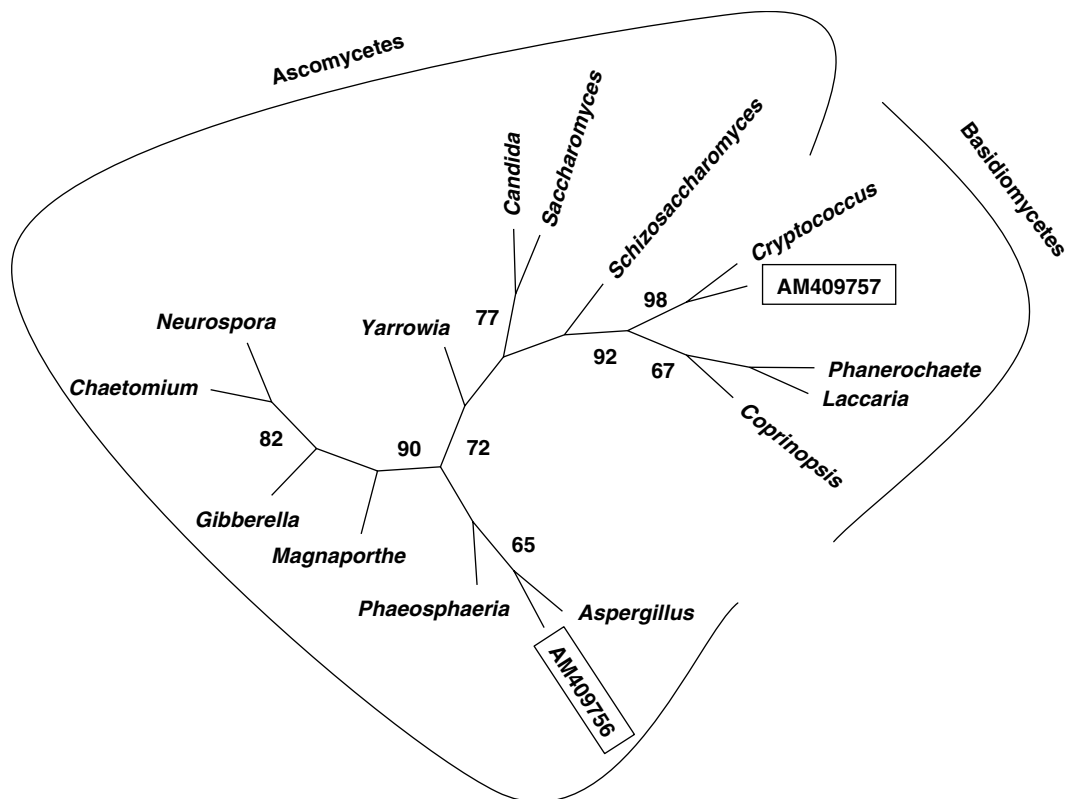 Ascomycetes
Basidiomycetes
Candida
Saccharomyces
Schizosaccharomyces
Cryptococcus
AM409757
98
Neurospora
Yarrowia
77
92
67
Phanerochaete
Laccaria
Chaetomium
Coprinopsis
82
90
72
Gibberella
Magnaporthe
65
Phaeosphaeria
Aspergillus
AM409756